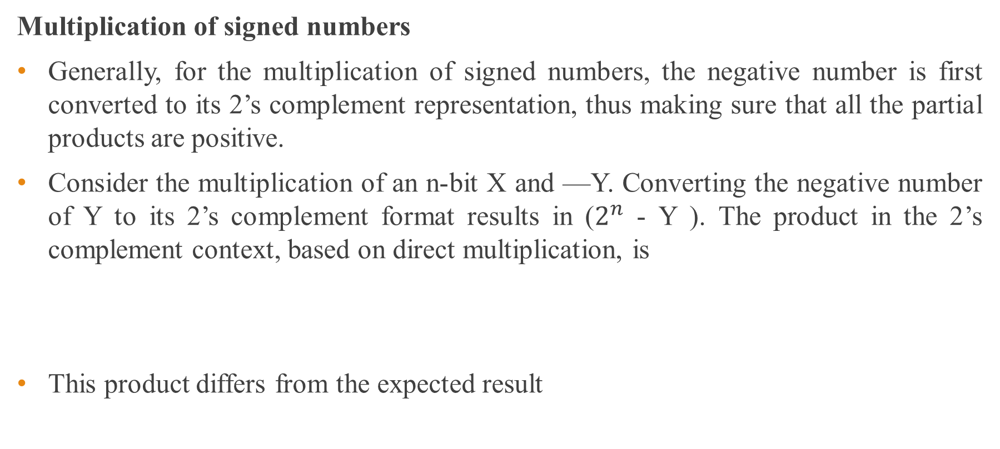 Multiplication of signed numbers
• Generally, for the multiplication of signed numbers, the negative number is first
converted to its 2’s complement representation, thus making sure that all the partial
products are positive.
• Consider the multiplication of an n-bit X and —Y. Converting the negative number
of Y to its 2’s complement format results in (2ⁿ - Y ). The product in the 2’s
complement context, based on direct multiplication, is
• This product differs from the expected result